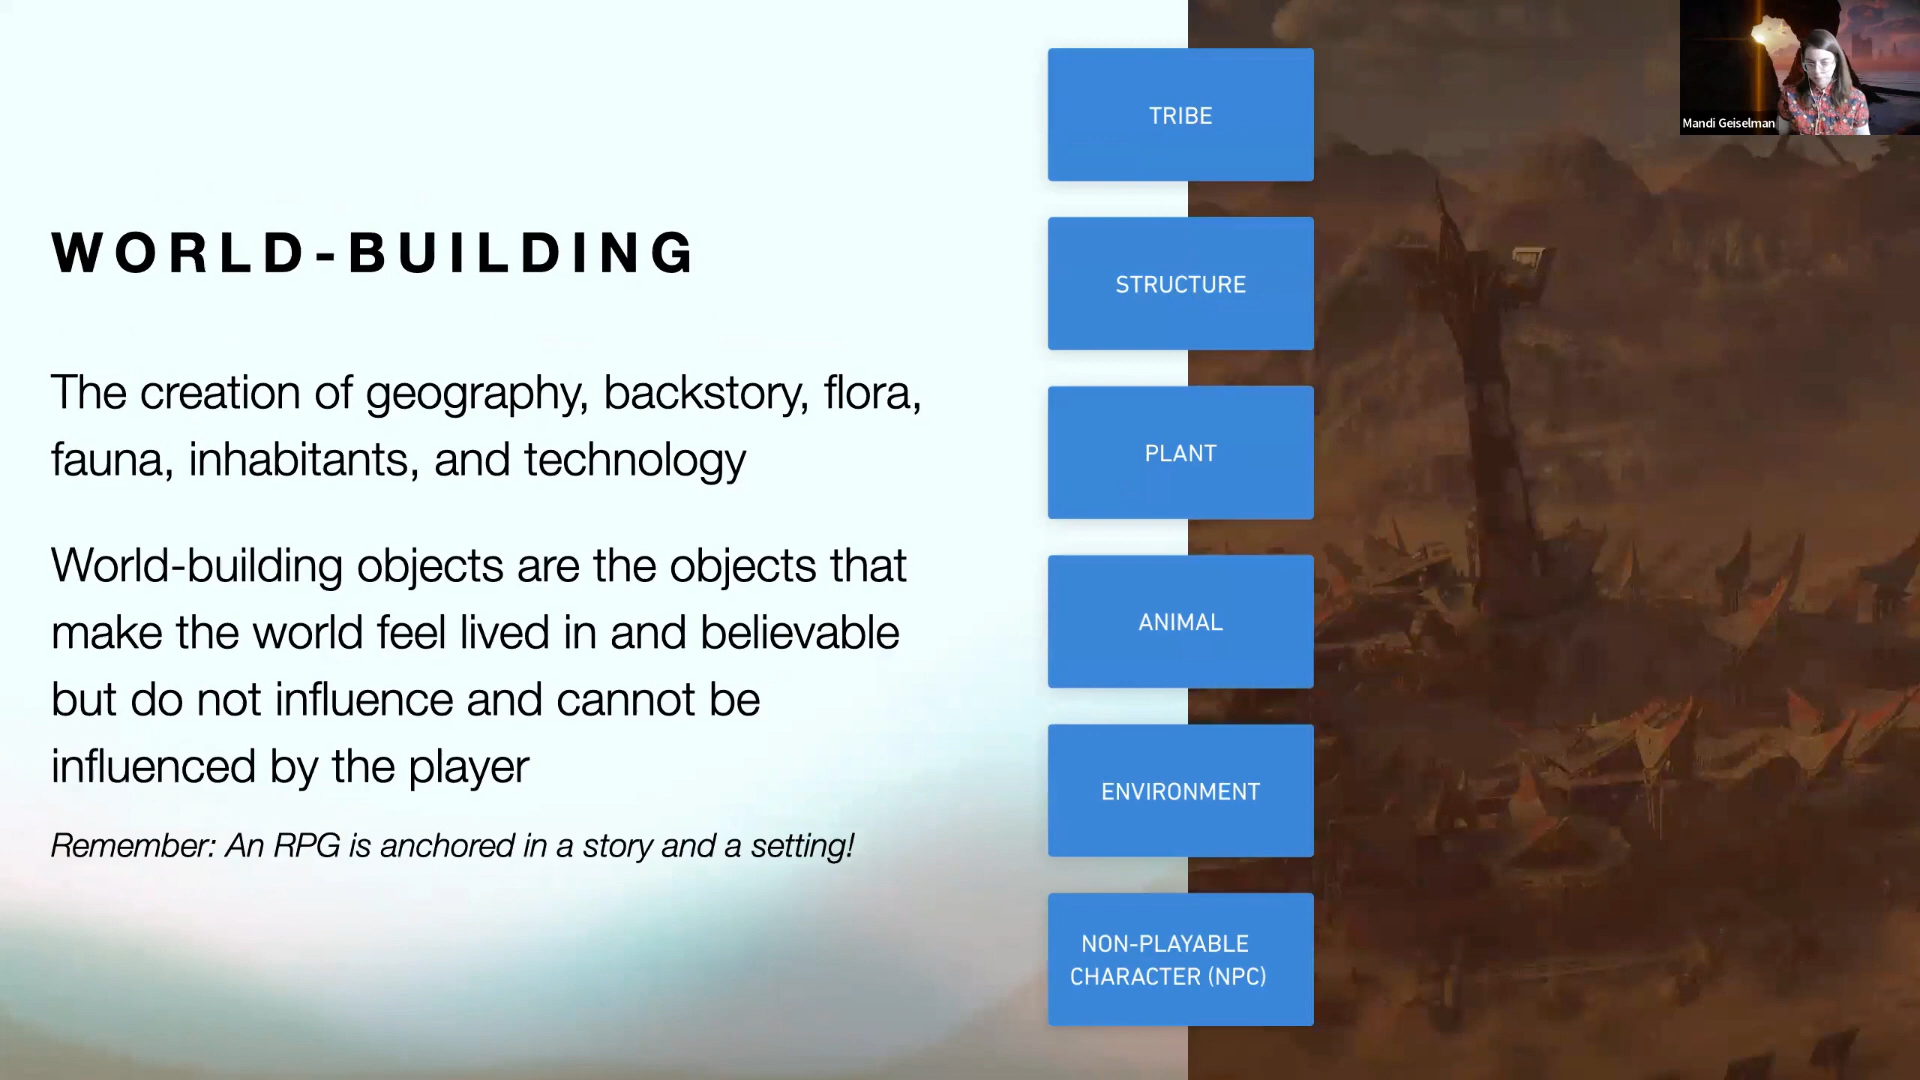 WORLD-BUILDING
The creation of geography, backstory, flora,
fauna, inhabitants, and technology
World-building objects are the objects that
make the world feel lived in and believable
but do not influence and cannot be
influenced by the player
Remember: An RPG is anchored in a story and a setting!
TRIBE
STRUCTURE
PLANT
ANIMAL
ENVIRONMENT
NON-PLAYABLE
CHARACTER (NPC)
Mandi Geiselman